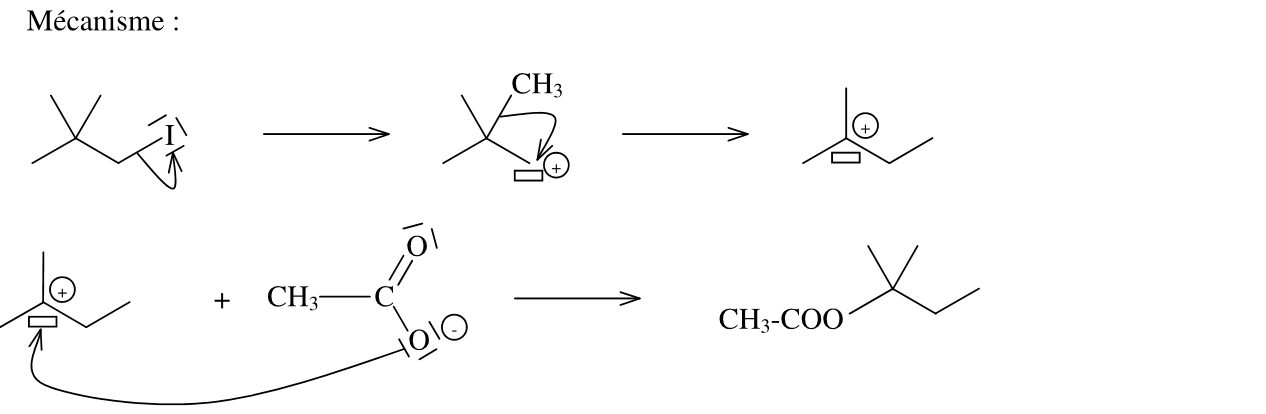 Mécanisme :
I
CH₃
+
+
O
+
+
CH₃
C
O
-
CH₃-COO